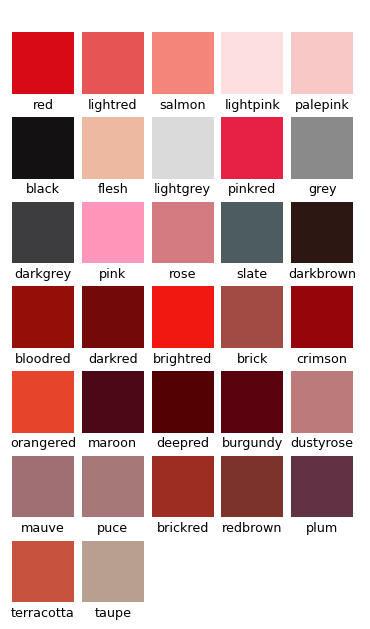 red lightred salmon lightpink palepink
black flesh lightgrey pinkred grey
darkgrey pink rose slate darkbrown
bloodred darkred brightred brick crimson
orangered maroon deepred burgundy dustyrose
mauve puce brickred redbrown plum
terracotta taupe